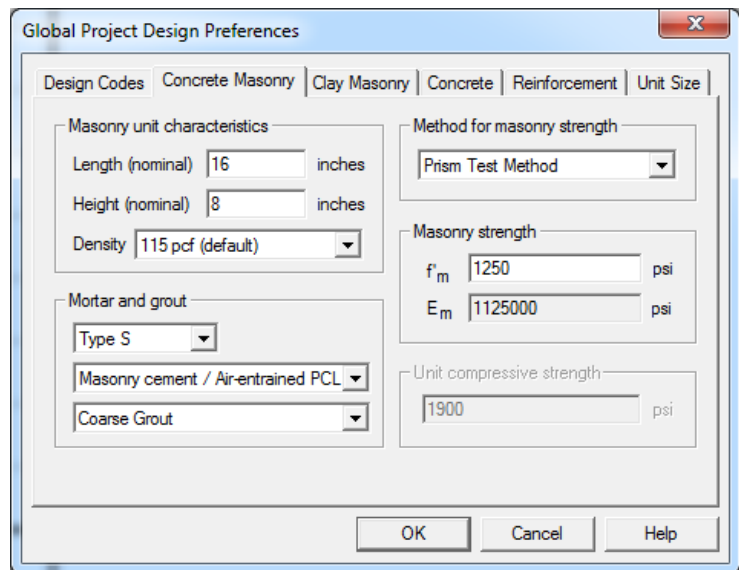 Global Project Design Preferences
x
Design Codes Concrete Masonry Clay Masonry Concrete Reinforcement Unit Size
Masonry unit characteristics
Length (nominal) 16 inches
Height (nominal) 8 inches
Density 115 pcf (default)
Mortar and grout
Type S
Masonry cement / Air-entrained PCL
Coarse Grout
Method for masonry strength
Prism Test Method
Masonry strength
f'm 1250 psi
Em 1125000 psi
Unit compressive strength
1900 psi
OK Cancel Help